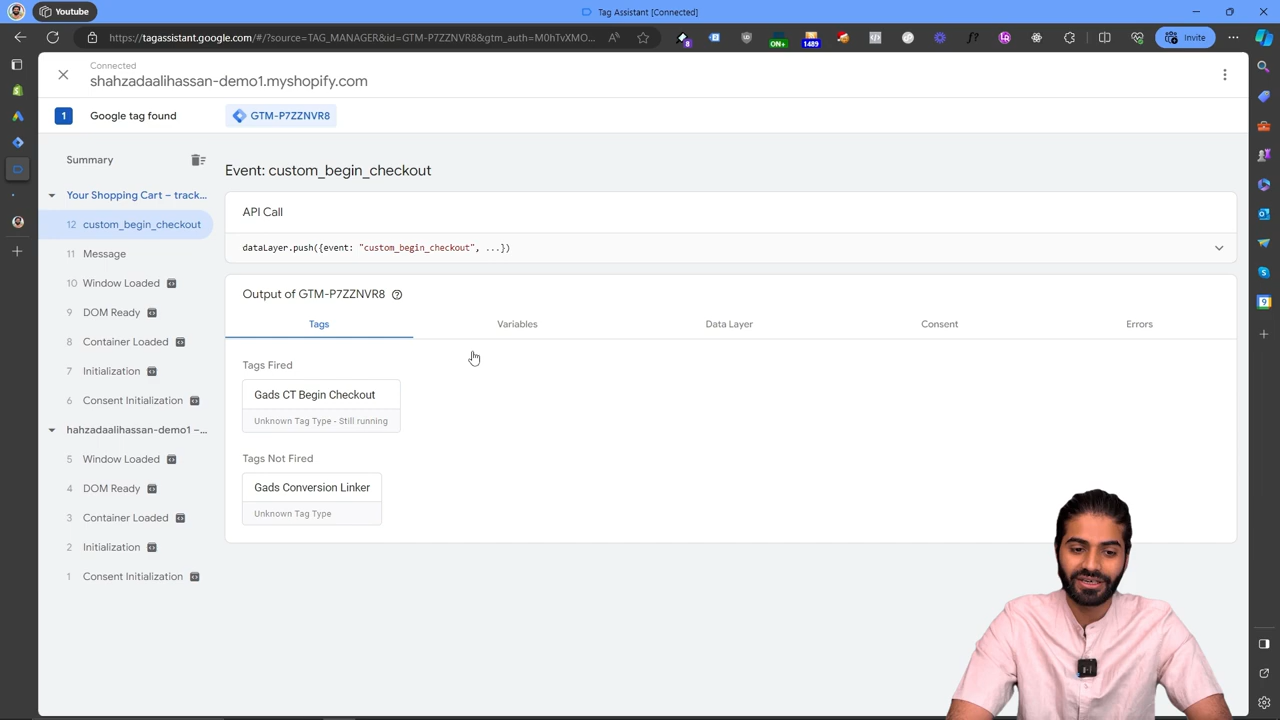 Youtube
Tag Assistant [Connected]
https://tagassistant.google.com/#/?source=TAG_MANAGER&id=GTM-P7ZZNVR8&gtm_auth=M0hTvXMO...
8
ON+
1489
Invite
Connected
shahzadaalihassan-demo1.myshopify.com
1 Google tag found GTM-P7ZZNVR8
Summary
Your Shopping Cart – track...
12 custom_begin_checkout
11 Message
10 Window Loaded
9 DOM Ready
8 Container Loaded
7 Initialization
6 Consent Initialization
hahzadaalihassan-demo1 –...
5 Window Loaded
4 DOM Ready
3 Container Loaded
2 Initialization
1 Consent Initialization
Event: custom_begin_checkout
API Call
dataLayer.push({event: "custom_begin_checkout", ...})
Output of GTM-P7ZZNVR8
Tags Variables Data Layer Consent Errors
Tags Fired
Gads CT Begin Checkout
Unknown Tag Type - Still running
Tags Not Fired
Gads Conversion Linker
Unknown Tag Type